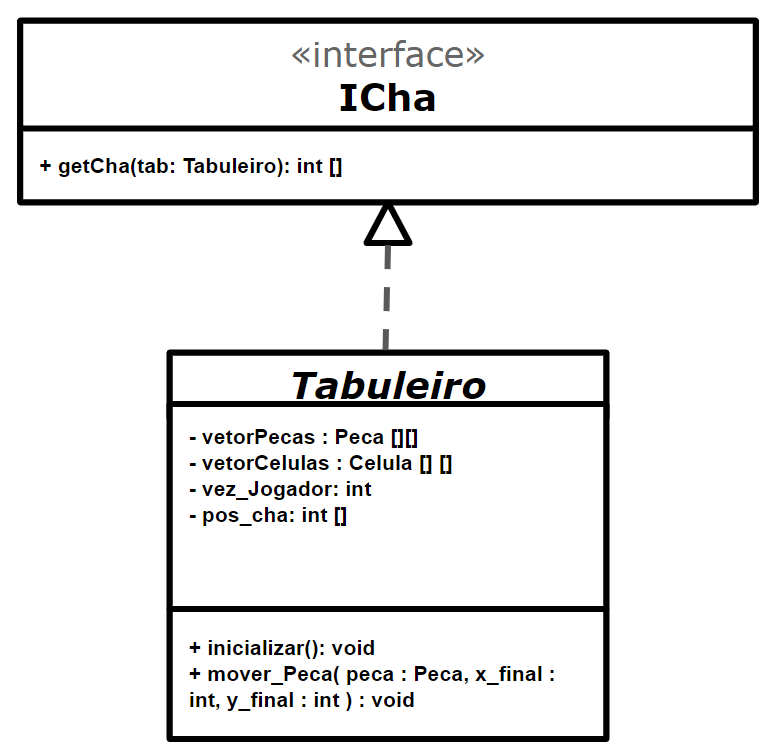 «interface»
ICha
+ getCha(tab: Tabuleiro): int []
Tabuleiro
- vetorPecas : Peca [][]
- vetorCelulas : Celula [] []
- vez_Jogador: int
- pos_cha: int []
+ inicializar(): void
+ mover_Peca( peca : Peca, x_final :
int, y_final : int ) : void